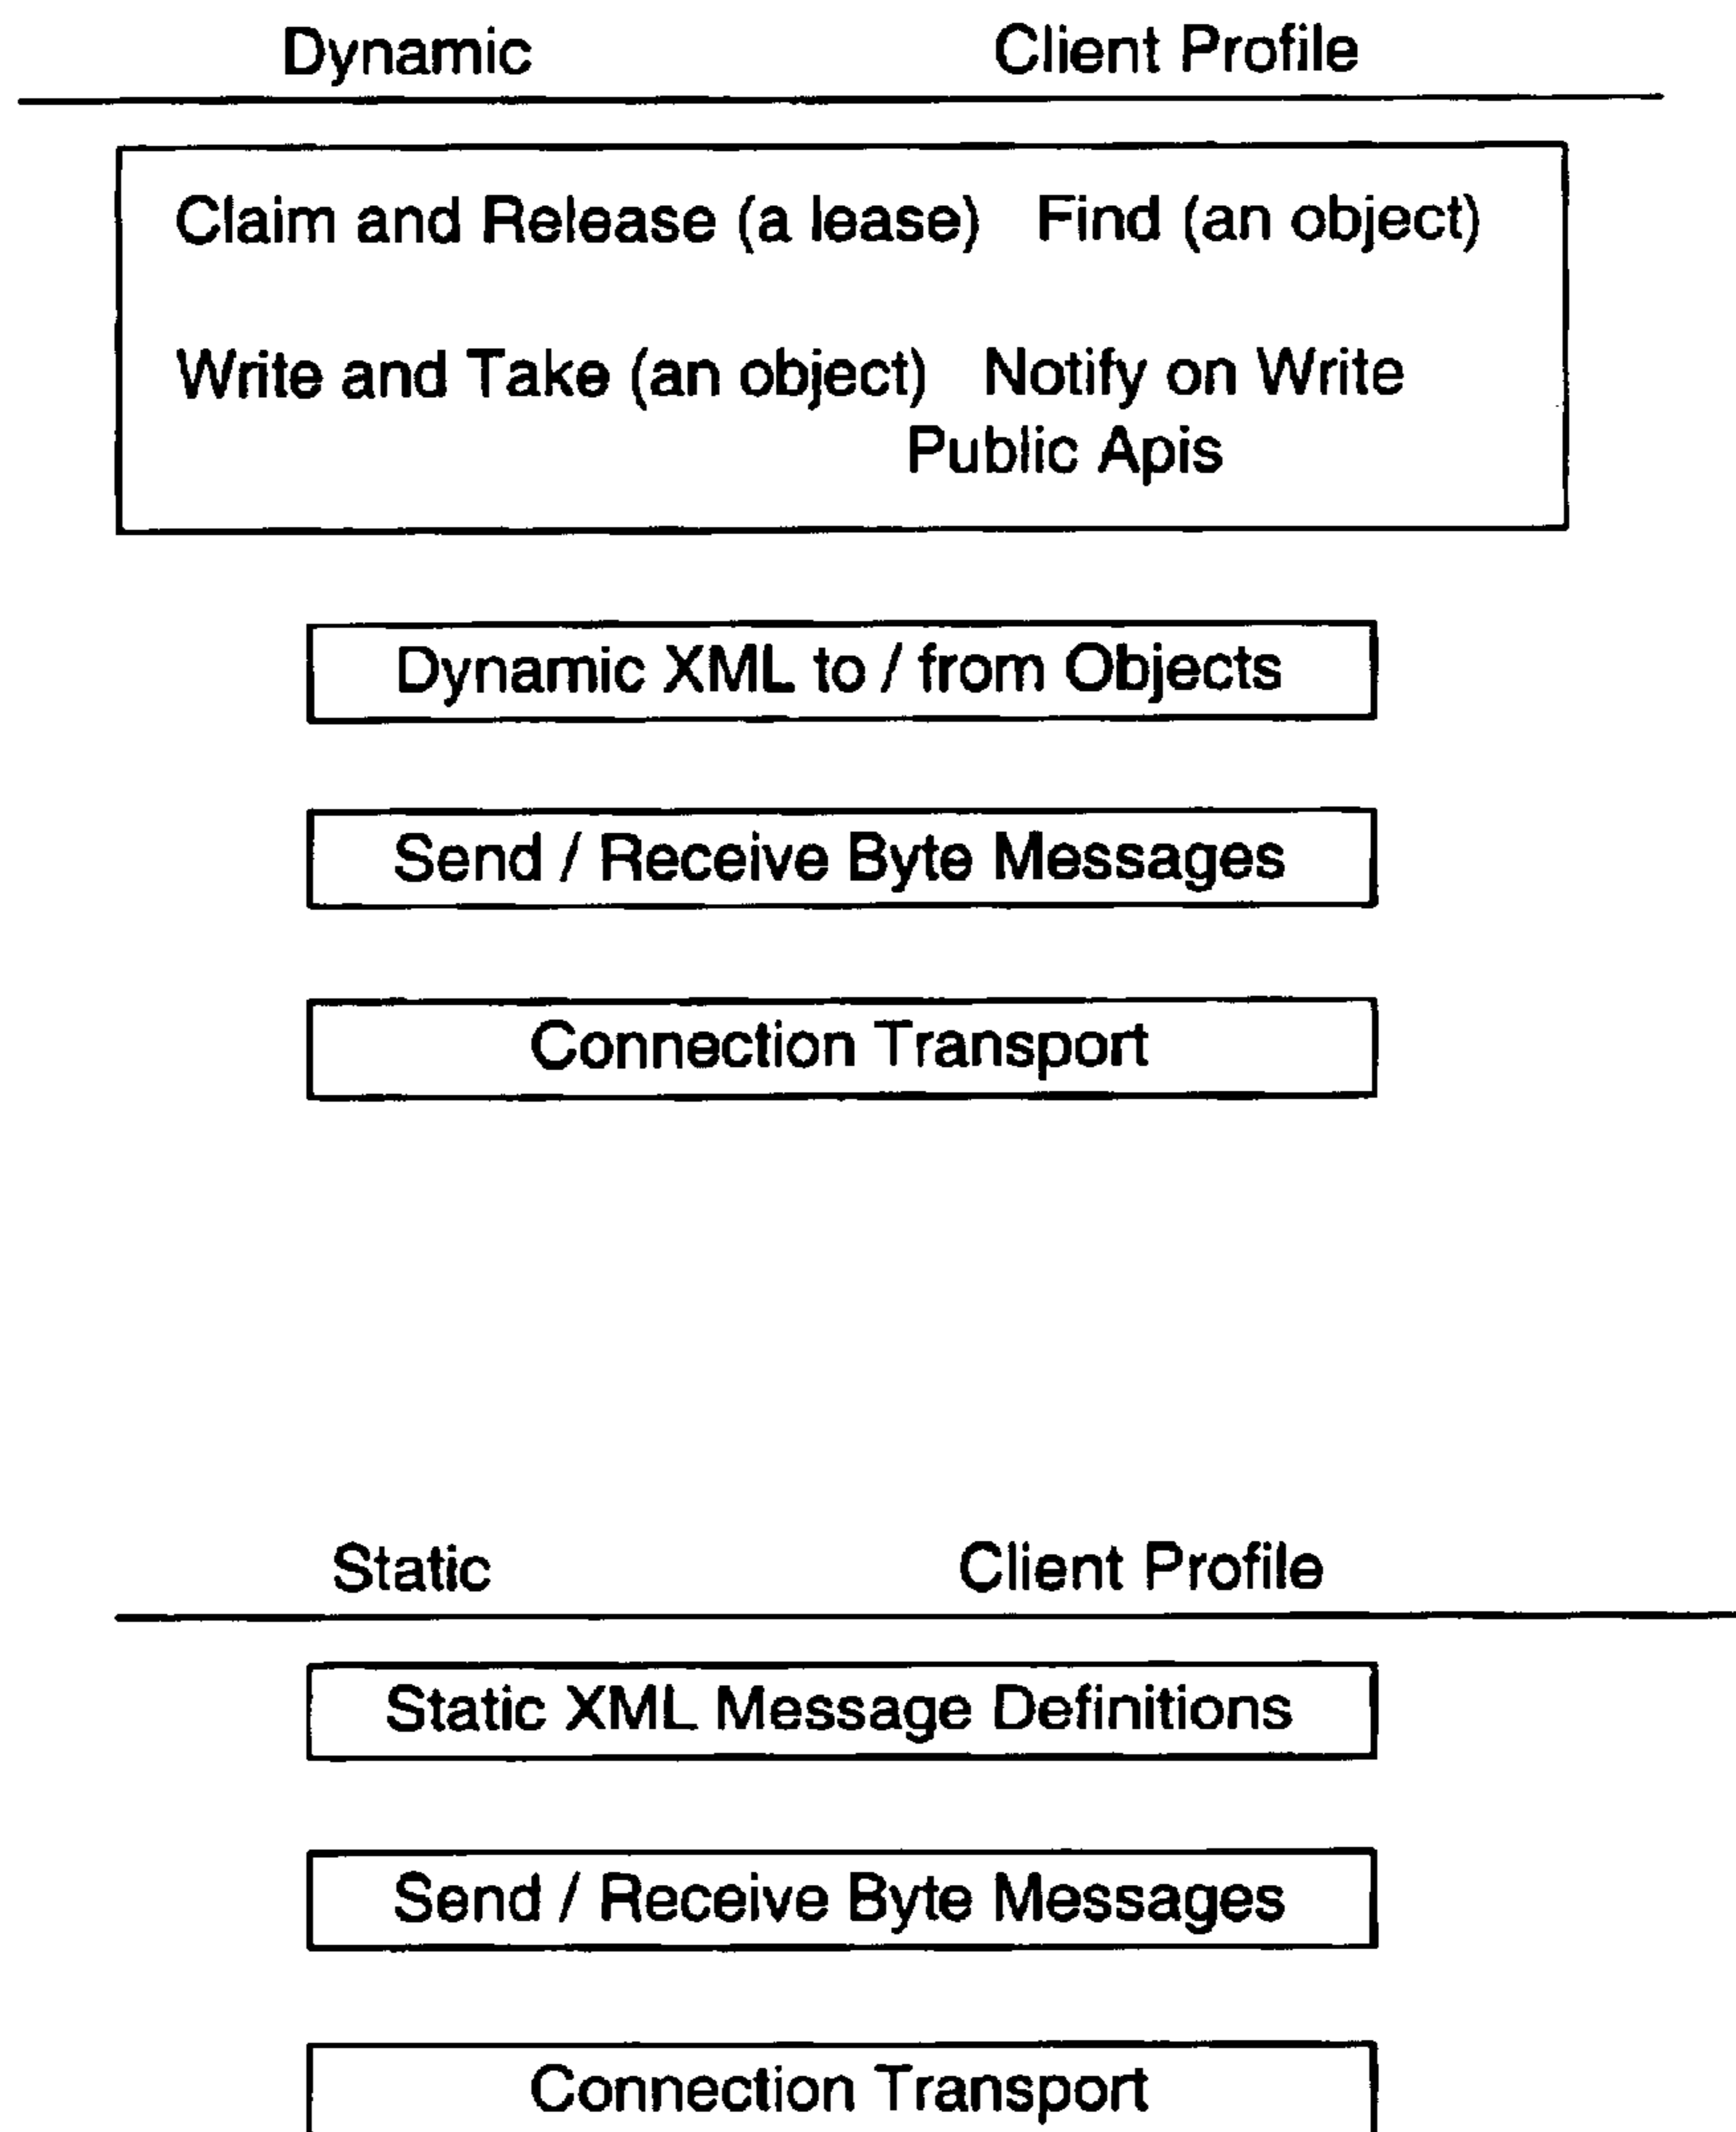 Dynamic Client Profile
Claim and Release (a lease) Find (an object)
Write and Take (an object) Notify on Write
Public Apis
Dynamic XML to / from Objects
Send / Receive Byte Messages
Connection Transport
Static Client Profile
Static XML Message Definitions
Send / Receive Byte Messages
Connection Transport